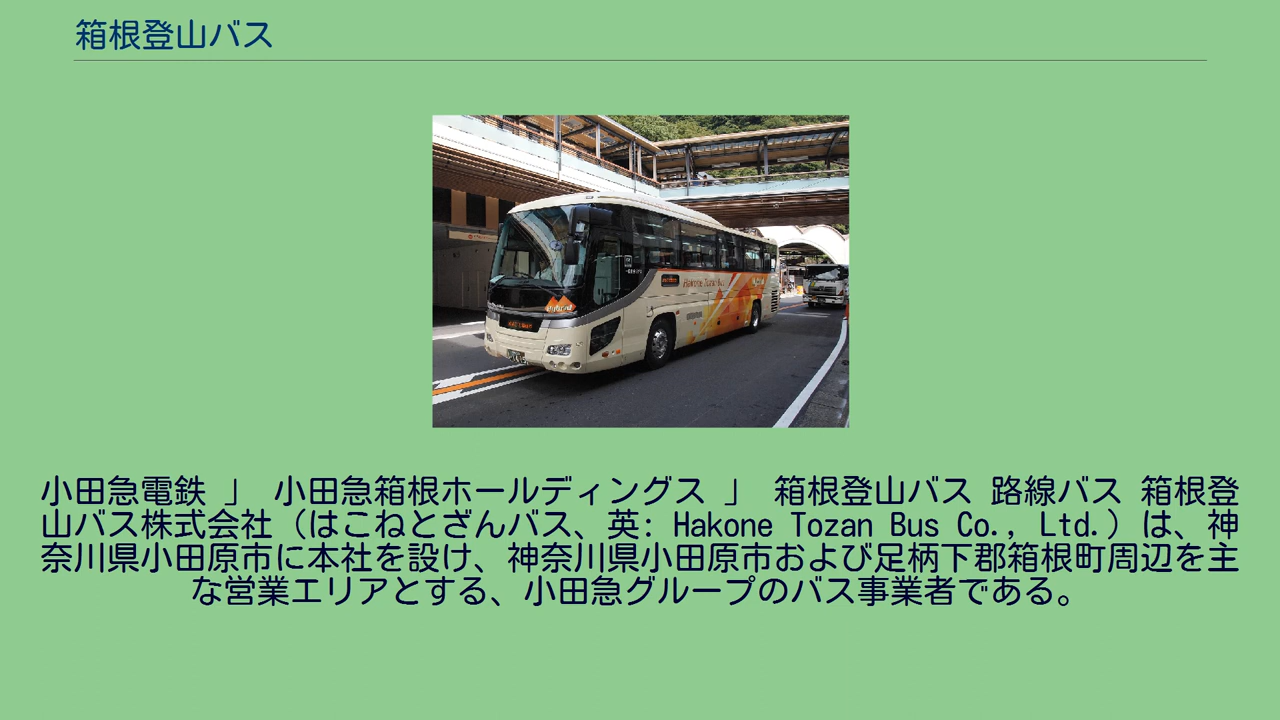 箱根登山バス
Hakone Tozan Bus
小田急電鉄 」 小田急箱根ホールディングス 」 箱根登山バス 路線バス 箱根登
山バス株式会社（はこねとざんバス、英: Hakone Tozan Bus Co., Ltd.）は、神
奈川県小田原市に本社を設け、神奈川県小田原市および足柄下郡箱根町周辺を主
な営業エリアとする、小田急グループのバス事業者である。